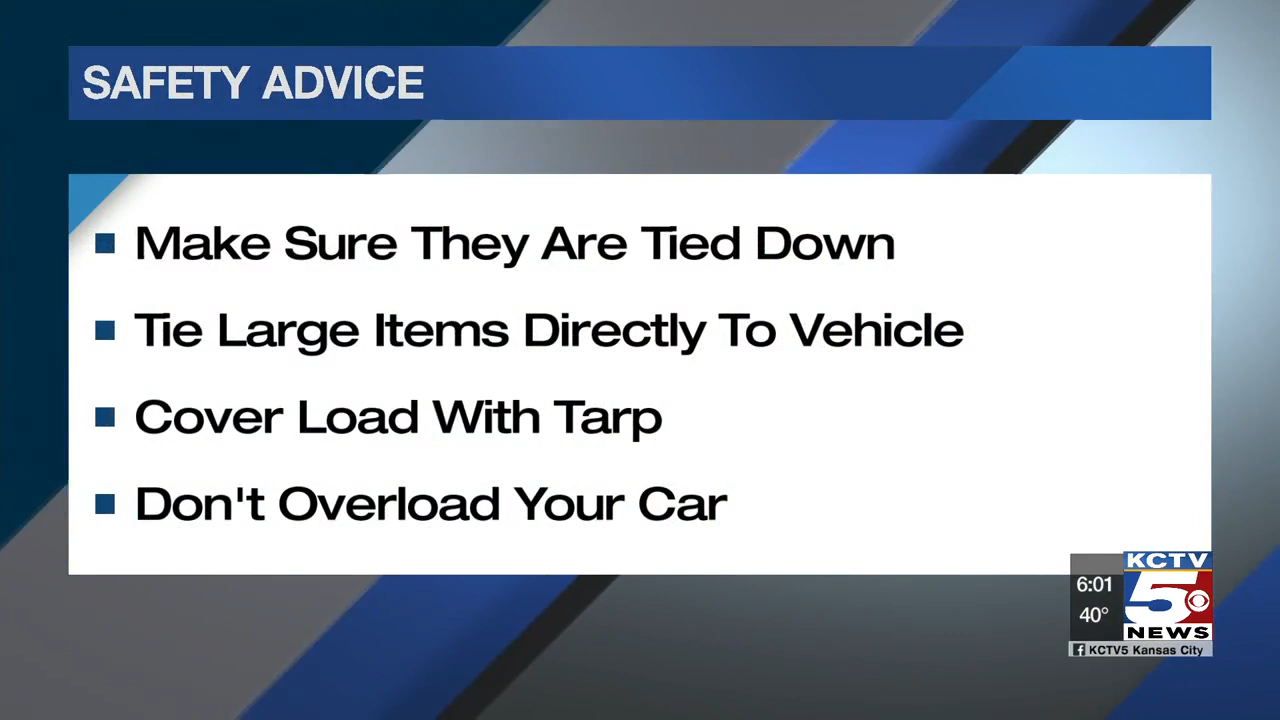 SAFETY ADVICE
Make Sure They Are Tied Down
Tie Large Items Directly To Vehicle
Cover Load With Tarp
Don't Overload Your Car
6:01
40°
KCTV
5
NEWS
f KCTV5 Kansas City